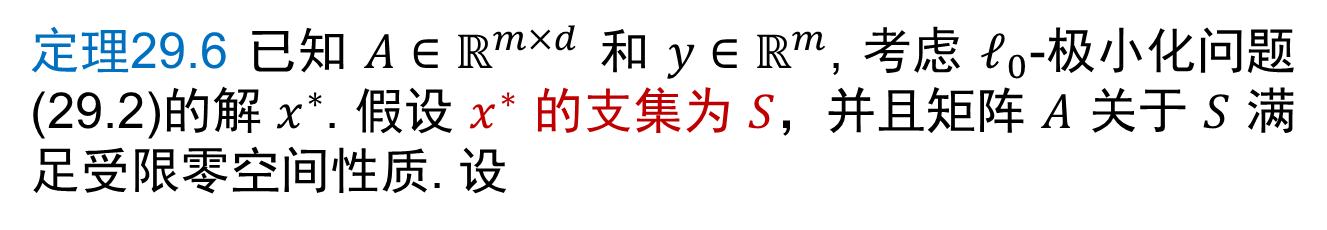 定理29.6 已知 𝐴 ∈ ℝ^{𝑚×𝑑} 和 𝑦 ∈ ℝ^𝑚, 考虑 ℓ₀-极小化问题
(29.2)的解 𝑥*. 假设 𝑥* 的支集为 𝑆，并且矩阵 𝐴 关于 𝑆 满
足受限零空间性质. 设